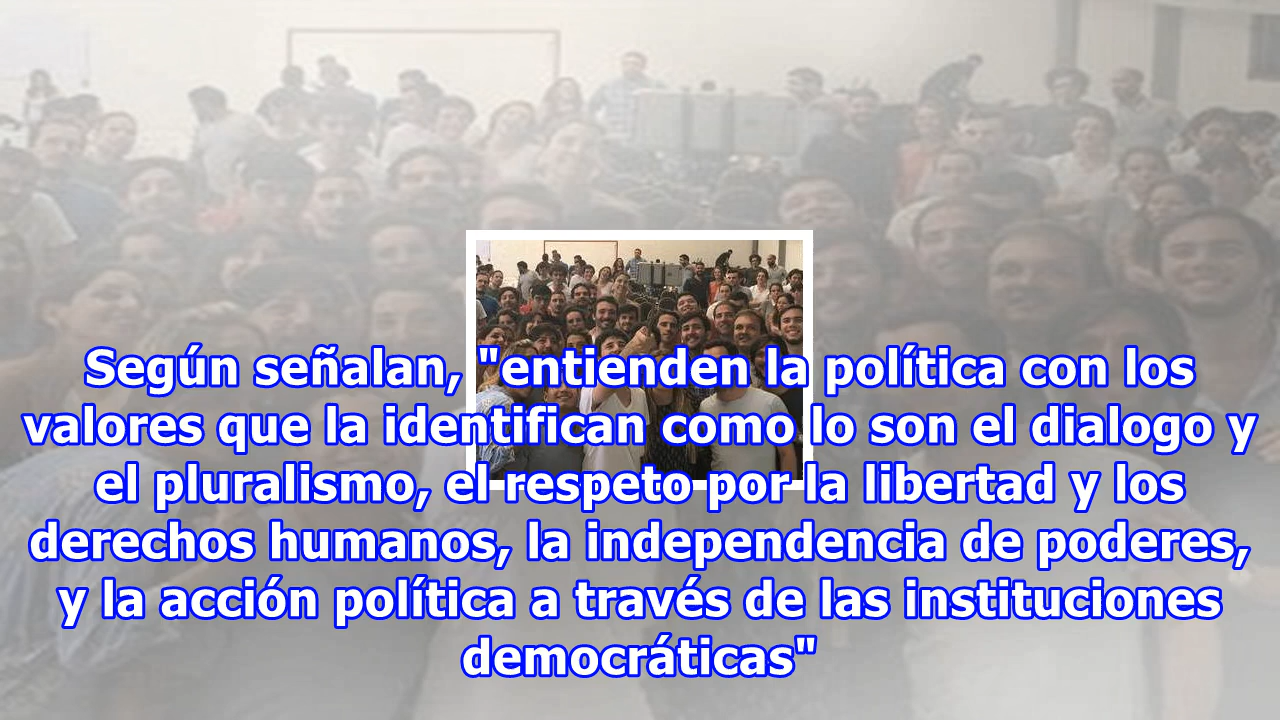 Según señalan, "entienden la política con los
valores que la identifican como lo son el dialogo y
el pluralismo, el respeto por la libertad y los
derechos humanos, la independencia de poderes,
y la acción política a través de las instituciones
democráticas"